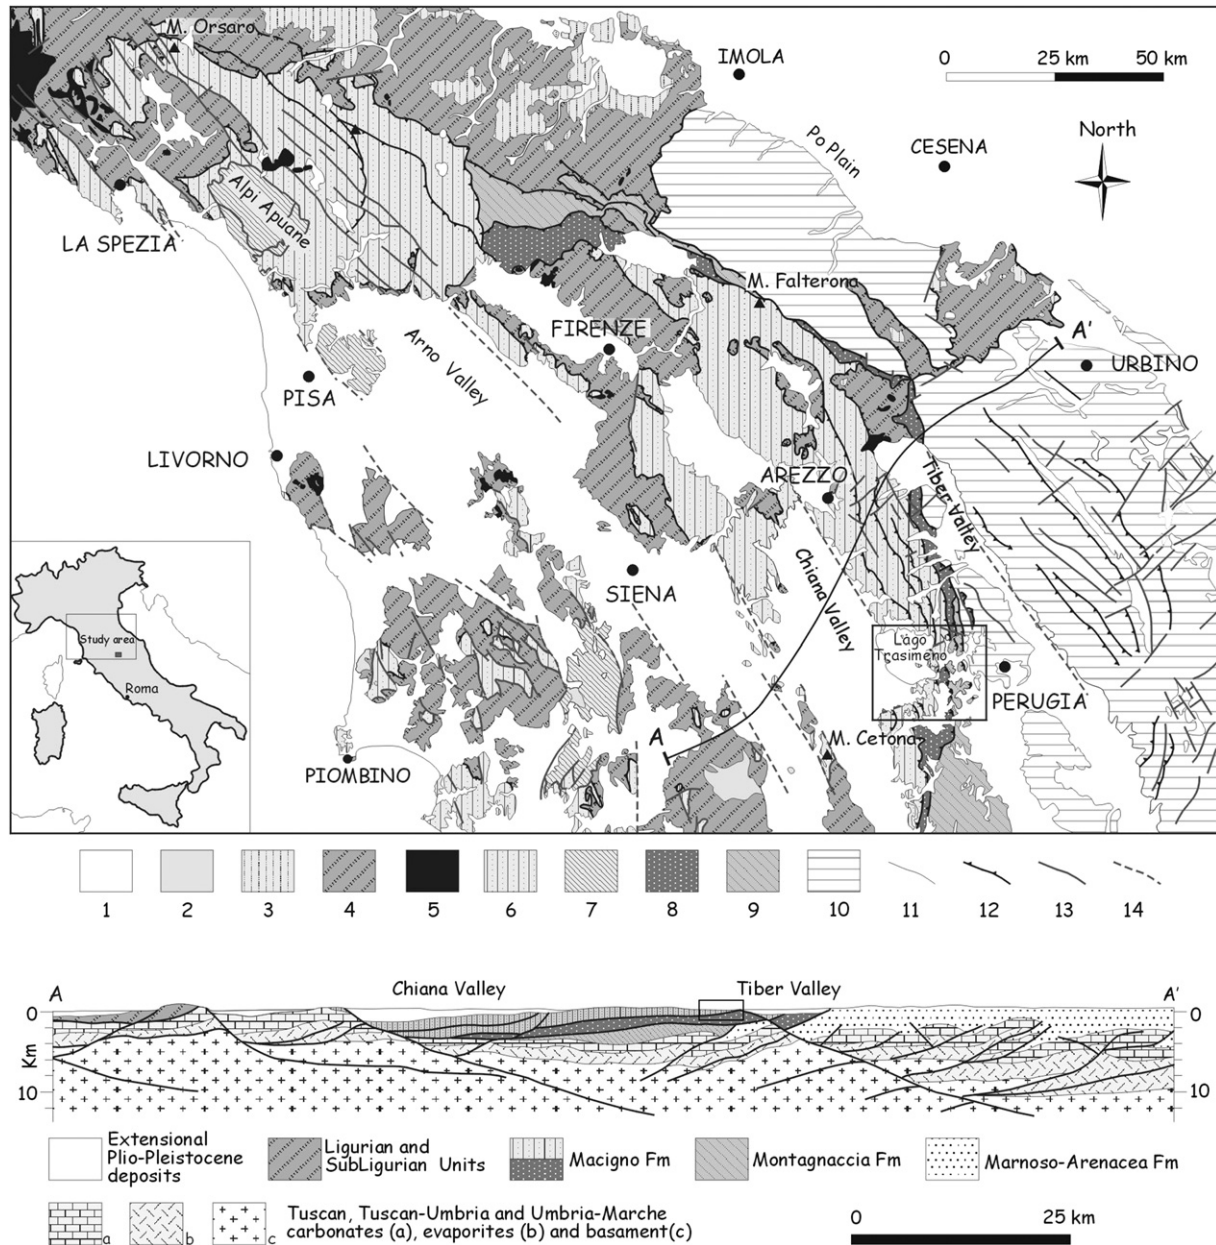 M. Orsaro
IMOLA
0 25 km 50 km
Po Plain
CESENA
North
Alpi Apuane
LA SPEZIA
M. Falterona
Arno Valley
FIRENZE
A'
URBINO
PISA
LIVORNO
AREZZO
Tiber Valley
Chiana Valley
SIENA
Study area
Lago
Trasimeno
Roma
PERUGIA
A
M. Cetona
PIOMBINO
1 2 3 4 5 6 7 8 9 10 11 12 13 14
A Chiana Valley Tiber Valley A'
0 0
Km
10 10
Extensional
Plio-Pleistocene
deposits
Ligurian and
SubLigurian Units
Macigno Fm
Montagnaccia Fm
Marnoso-Arenacea Fm
a b c
Tuscan, Tuscan-Umbria and Umbria-Marche
carbonates (a), evaporites (b) and basament(c)
0 25 km